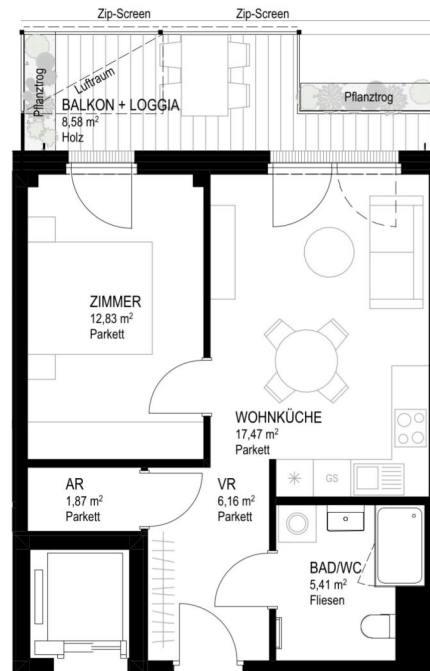 Zip-Screen
Zip-Screen
Pflanztrog
Luftraum
BALKON + LOGGIA
8,58 m²
Holz
Pflanztrog
ZIMMER
12,83 m²
Parkett
WOHNKÜCHE
17,47 m²
Parkett
AR
1,87 m²
Parkett
VR
6,16 m²
Parkett
GS
BAD/WC
5,41 m²
Fliesen